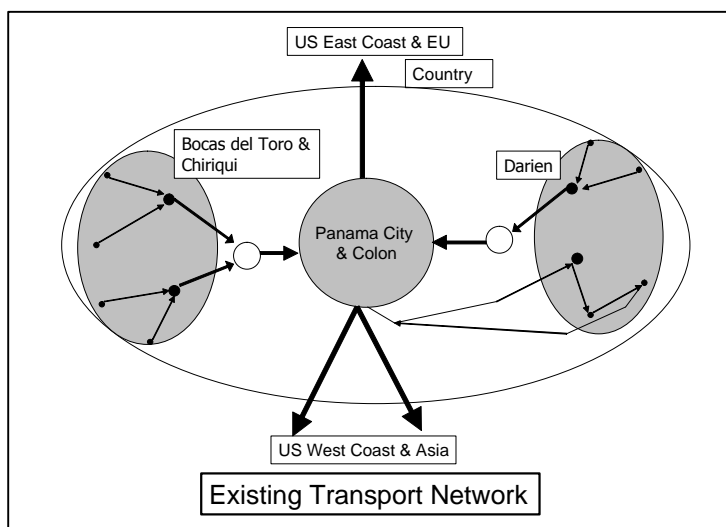 US East Coast & EU
Country
Bocas del Toro &
Chiriqui
Darien
Panama City
& Colon
US West Coast & Asia
Existing Transport Network